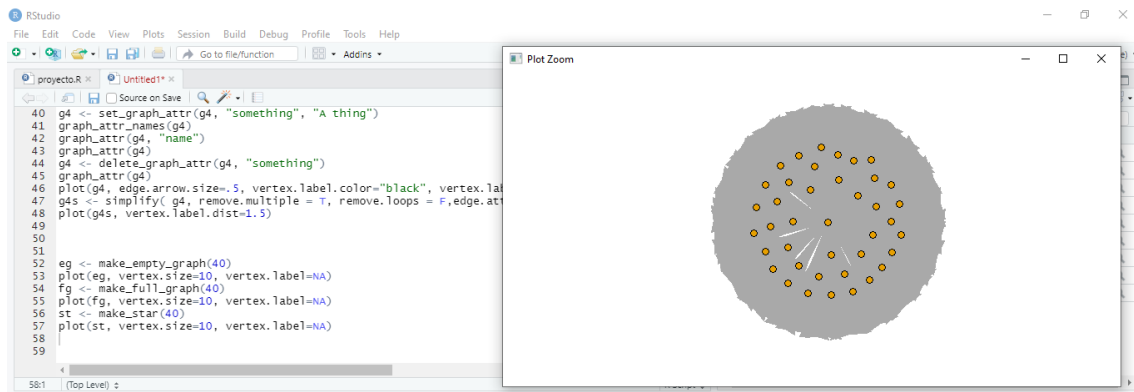 RStudio
File Edit Code View Plots Session Build Debug Profile Tools Help
Go to file/function Addins
proyecto.R Untitled1*
Source on Save
40 g4 <- set_graph_attr(g4, "something", "A thing")
41 graph_attr_names(g4)
42 graph_attr(g4, "name")
43 graph_attr(g4)
44 g4 <- delete_graph_attr(g4, "something")
45 graph_attr(g4)
46 plot(g4, edge.arrow.size=.5, vertex.label.color="black", vertex.lab
47 g4s <- simplify( g4, remove.multiple = T, remove.loops = F,edge.att
48 plot(g4s, vertex.label.dist=1.5)
49
50
51
52 eg <- make_empty_graph(40)
53 plot(eg, vertex.size=10, vertex.label=NA)
54 fg <- make_full_graph(40)
55 plot(fg, vertex.size=10, vertex.label=NA)
56 st <- make_star(40)
57 plot(st, vertex.size=10, vertex.label=NA)
58
59
58:1 (Top Level)
Plot Zoom